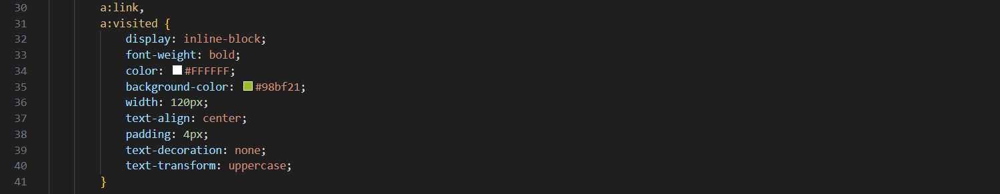 30 a:link,
31 a:visited {
32 display: inline-block;
33 font-weight: bold;
34 color: #FFFFFF;
35 background-color: #98bf21;
36 width: 120px;
37 text-align: center;
38 padding: 4px;
39 text-decoration: none;
40 text-transform: uppercase;
41 }